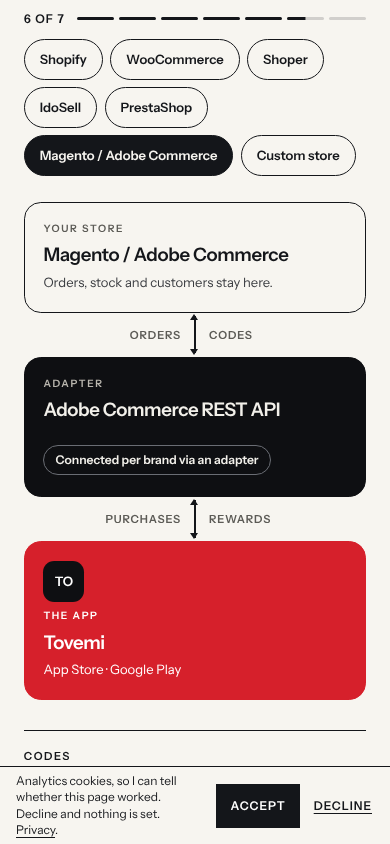 6 OF 7
Shopify
WooCommerce
Shoper
IdoSell
PrestaShop
Magento / Adobe Commerce
Custom store
YOUR STORE
Magento / Adobe Commerce
Orders, stock and customers stay here.
ORDERS
CODES
ADAPTER
Adobe Commerce REST API
Connected per brand via an adapter
PURCHASES
REWARDS
TO
THE APP
Tovemi
App Store · Google Play
CODES
Analytics cookies, so I can tell
whether this page worked.
Decline and nothing is set.
Privacy.
ACCEPT
DECLINE